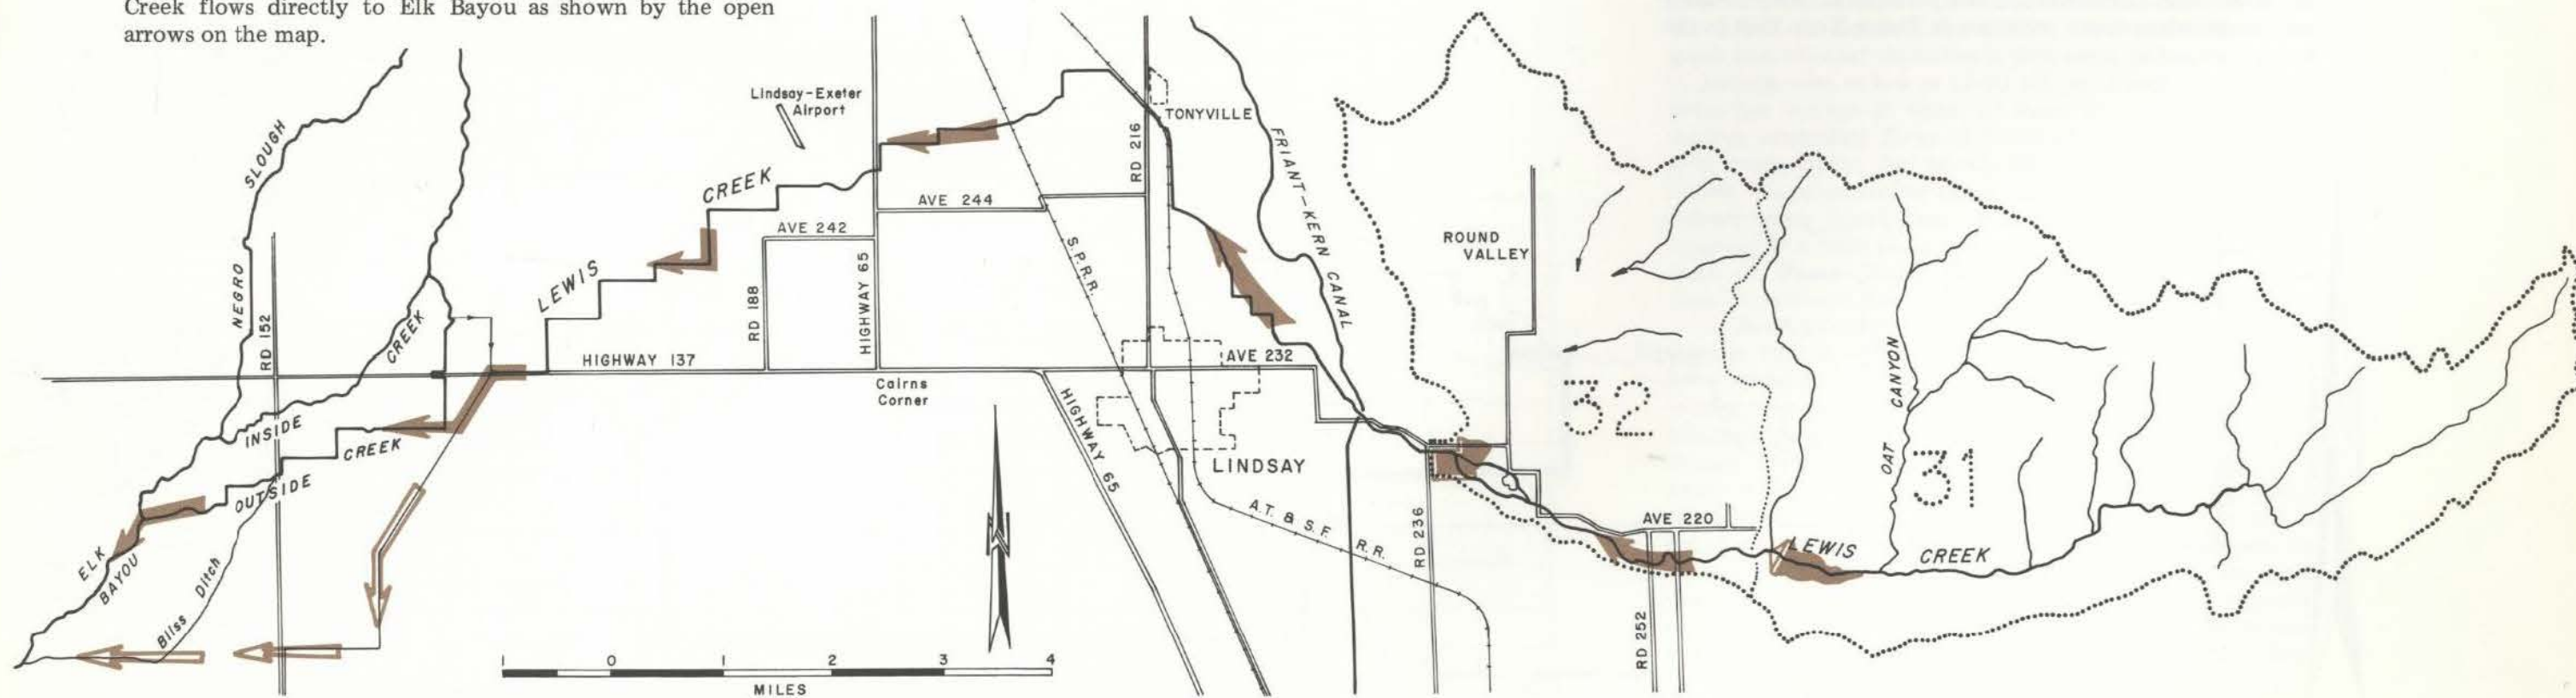 Creek flows directly to Elk Bayou as shown by the open
arrows on the map.
Lindsay-Exeter
Airport
NEGRO SLOUGH
RD 152
CREEK
INSIDE
CREEK
OUTSIDE
ELK
BAYOU
Bliss Ditch
LEWIS CREEK
HIGHWAY 137
RD 188
AVE 242
HIGHWAY 65
AVE 244
Cairns
Corner
S.P.R.R.
RD 216
TONYVILLE
FRIANT-KERN CANAL
AVE 232
HIGHWAY 65
LINDSAY
A.T. & S.F. R.R.
RD 236
ROUND
VALLEY
32
AVE 220
RD 252
OAT CANYON
31
LEWIS CREEK
N
1 0 1 2 3 4
MILES